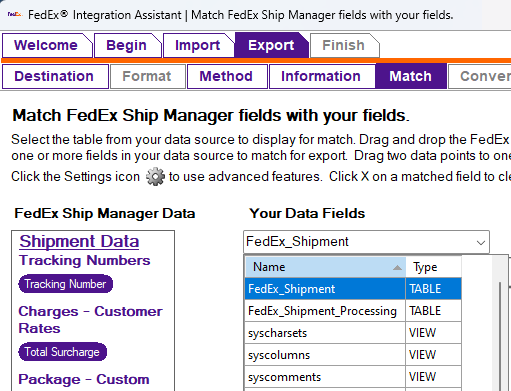 FedEx® Integration Assistant | Match FedEx Ship Manager fields with your fields.
Welcome Begin Import Export Finish
Destination Format Method Information Match Conver
Match FedEx Ship Manager fields with your fields.
Select the table from your data source to display for match. Drag and drop the FedEx
one or more fields in your data source to match for export. Drag two data points to one
Click the Settings icon to use advanced features. Click X on a matched field to cle
FedEx Ship Manager Data
Your Data Fields
Shipment Data
Tracking Numbers
Tracking Number
Charges - Customer
Rates
Total Surcharge
Package - Custom
FedEx_Shipment
Name Type
FedEx_Shipment TABLE
FedEx_Shipment_Processing TABLE
syscharsets VIEW
syscolumns VIEW
syscomments VIEW